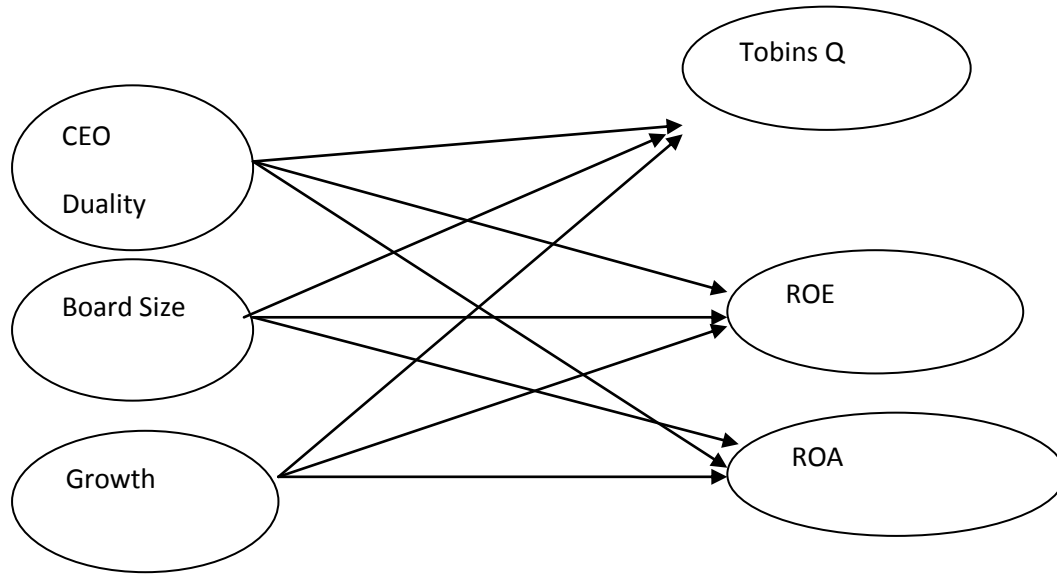 Tobins Q
CEO
Duality
Board Size
ROE
Growth
ROA